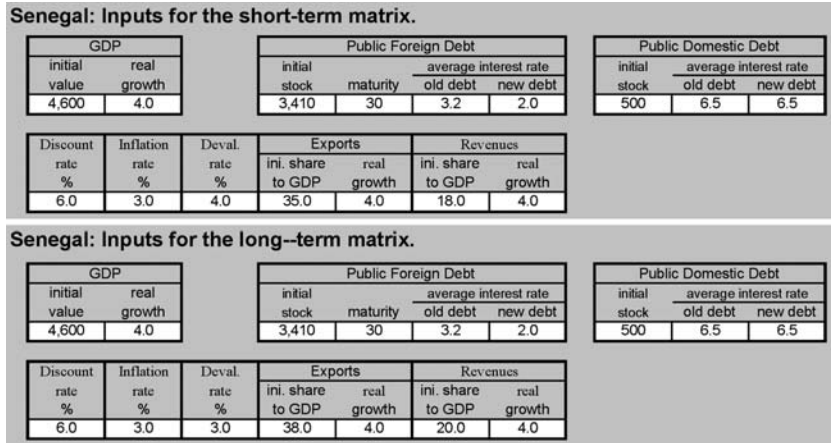 Senegal: Inputs for the short-term matrix.
GDP Public Foreign Debt Public Domestic Debt
initial real initial average interest rate initial average interest rate
value growth stock maturity old debt new debt stock old debt new debt
4,600 4.0 3,410 30 3.2 2.0 500 6.5 6.5
Discount Inflation Deval. Exports Revenues
rate rate rate ini. share real ini. share real
% % % to GDP growth to GDP growth
6.0 3.0 4.0 35.0 4.0 18.0 4.0
Senegal: Inputs for the long--term matrix.
GDP Public Foreign Debt Public Domestic Debt
initial real initial average interest rate initial average interest rate
value growth stock maturity old debt new debt stock old debt new debt
4,600 4.0 3,410 30 3.2 2.0 500 6.5 6.5
Discount Inflation Deval. Exports Revenues
rate rate rate ini. share real ini. share real
% % % to GDP growth to GDP growth
6.0 3.0 3.0 38.0 4.0 20.0 4.0